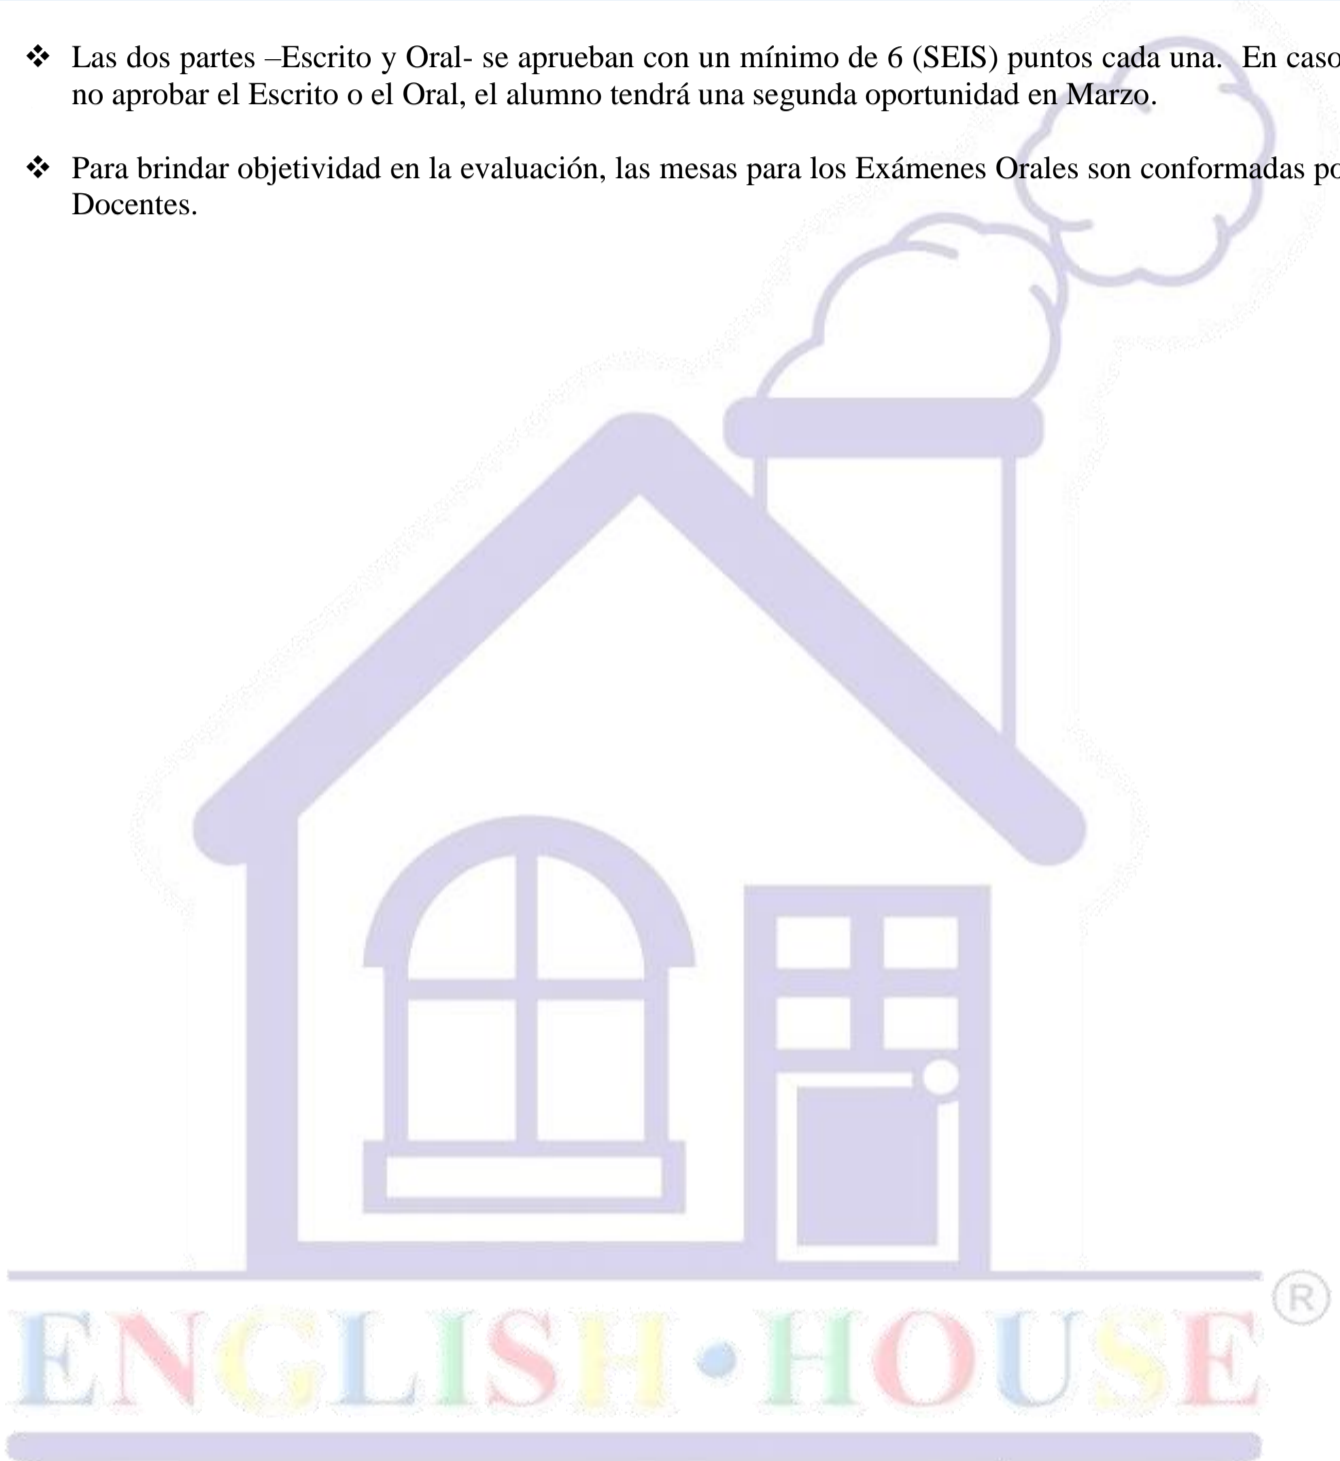 ❖ Las dos partes –Escrito y Oral- se aprueban con un mínimo de 6 (SEIS) puntos cada una.  En caso
no aprobar el Escrito o el Oral, el alumno tendrá una segunda oportunidad en Marzo.
❖ Para brindar objetividad en la evaluación, las mesas para los Exámenes Orales son conformadas
Docentes.
ENGLISH • HOUSE ®